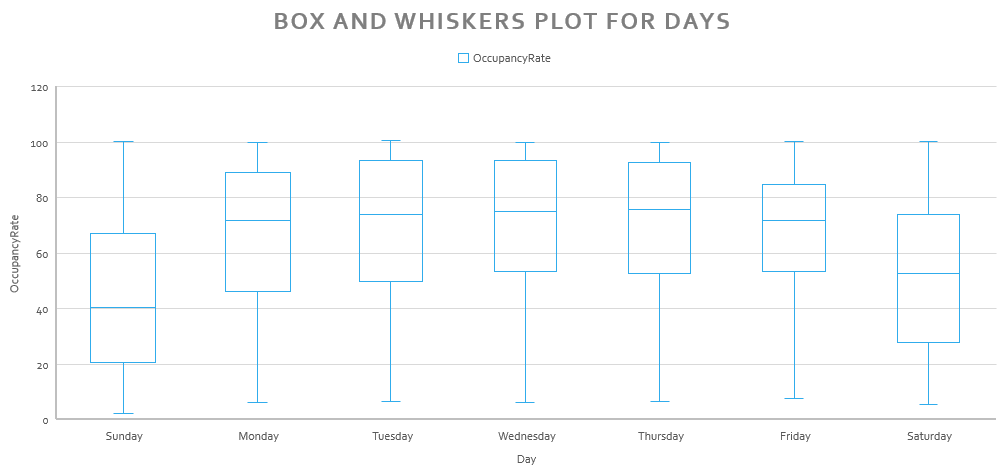 BOX AND WHISKERS PLOT FOR DAYS
OccupancyRate
120
100
80
60
40
20
0
OccupancyRate
Sunday Monday Tuesday Wednesday Thursday Friday Saturday
Day